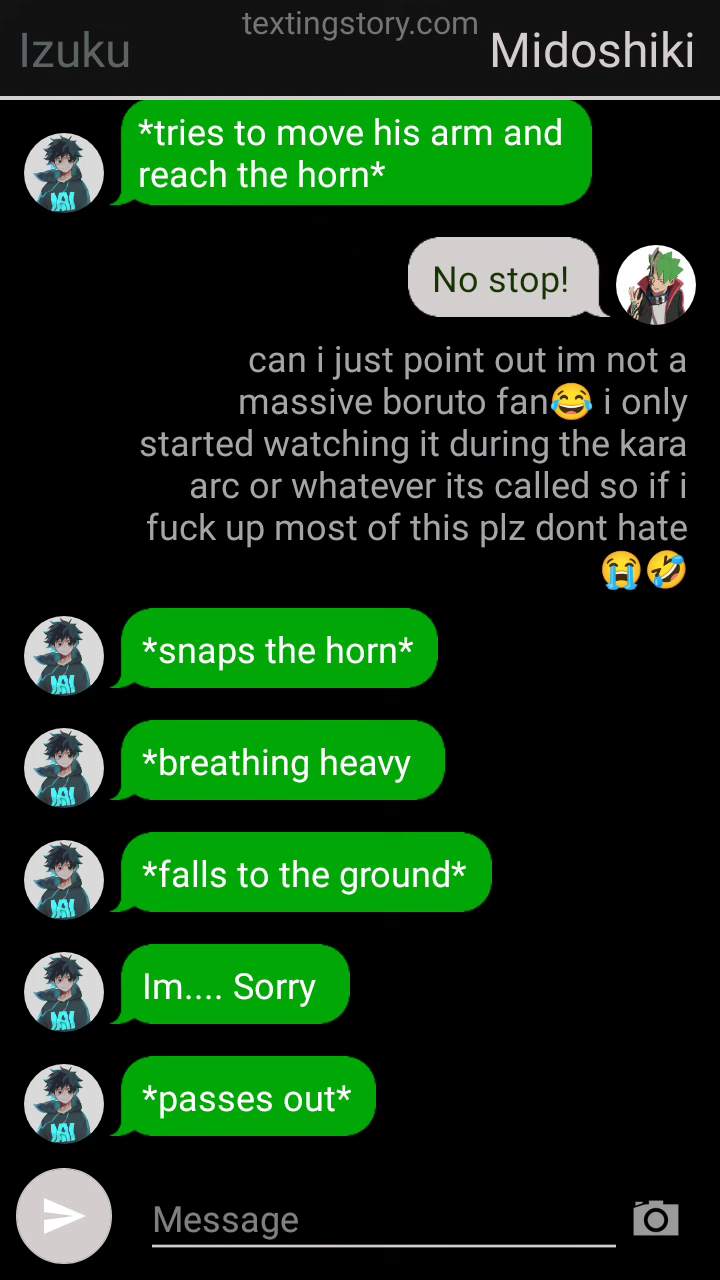 textingstory.com
Izuku
Midoshiki
*tries to move his arm and
reach the horn*
No stop!
can i just point out im not a
massive boruto fan😂 i only
started watching it during the kara
arc or whatever its called so if i
fuck up most of this plz dont hate
😭🤣
*snaps the horn*
*breathing heavy
*falls to the ground*
Im.... Sorry
*passes out*
Message